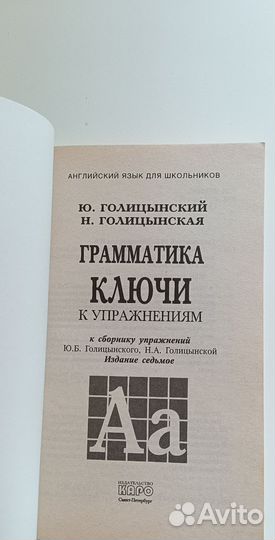 АНГЛИЙСКИЙ ЯЗЫК ДЛЯ ШКОЛЬНИКОВ
Ю. ГОЛИЦЫНСКИЙ
Н. ГОЛИЦЫНСКАЯ
ГРАММАТИКА
КЛЮЧИ
К УПРАЖНЕНИЯМ
к сборнику упражнений
Ю.Б. Голицынского, Н.А. Голицынской
Издание седьмое
Аа
ИЗДАТЕЛЬСТВО
КАРО
Санкт-Петербург
Avito